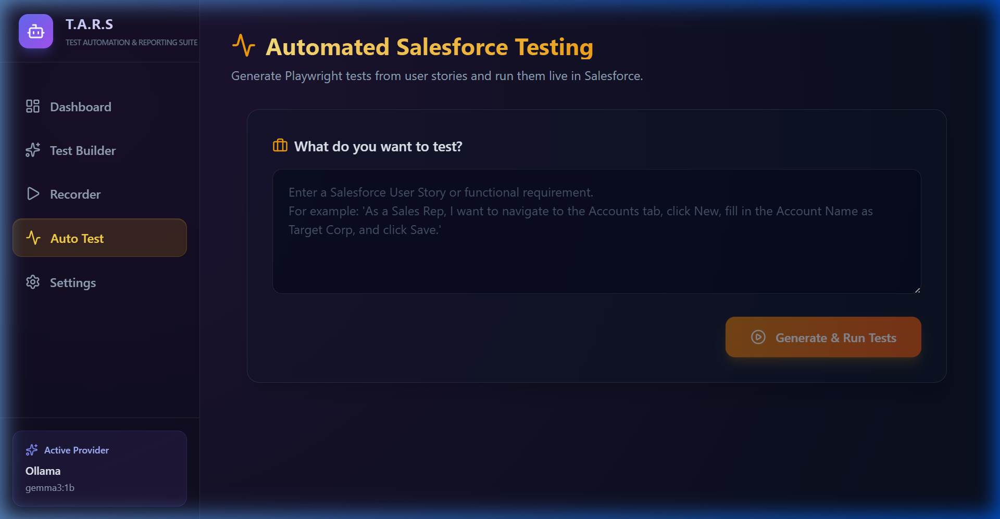 T.A.R.S
TEST AUTOMATION & REPORTING SUITE
Dashboard
Test Builder
Recorder
Auto Test
Settings
Active Provider
Ollama
gemma3:1b
Automated Salesforce Testing
Generate Playwright tests from user stories and run them live in Salesforce.
What do you want to test?
Enter a Salesforce User Story or functional requirement.
For example: 'As a Sales Rep, I want to navigate to the Accounts tab, click New, fill in the Account Name as
Target Corp, and click Save.'
Generate & Run Tests